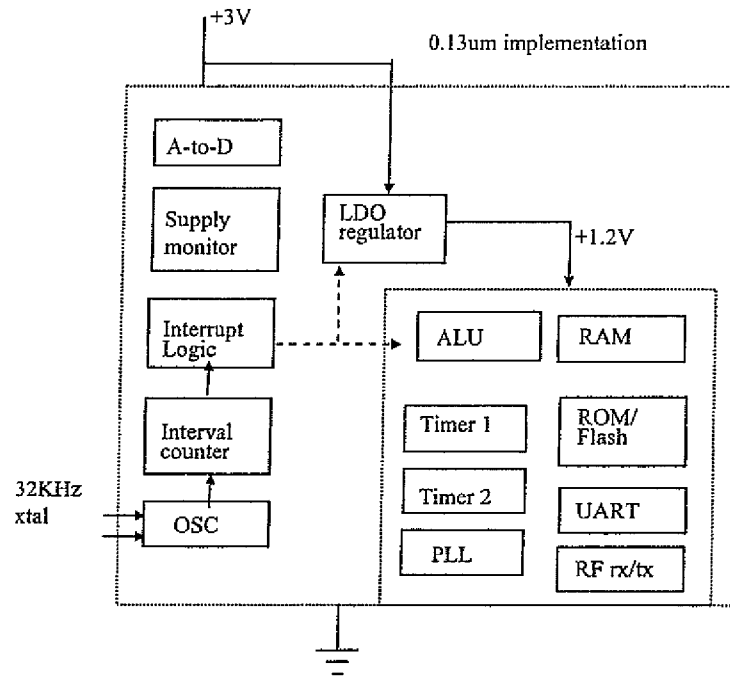 +3V
0.13um implementation
A-to-D
Supply
monitor
LDO
regulator
+1.2V
Interrupt
Logic
ALU
RAM
Interval
counter
Timer 1
ROM/
Flash
32KHz
xtal
OSC
Timer 2
UART
PLL
RF rx/tx